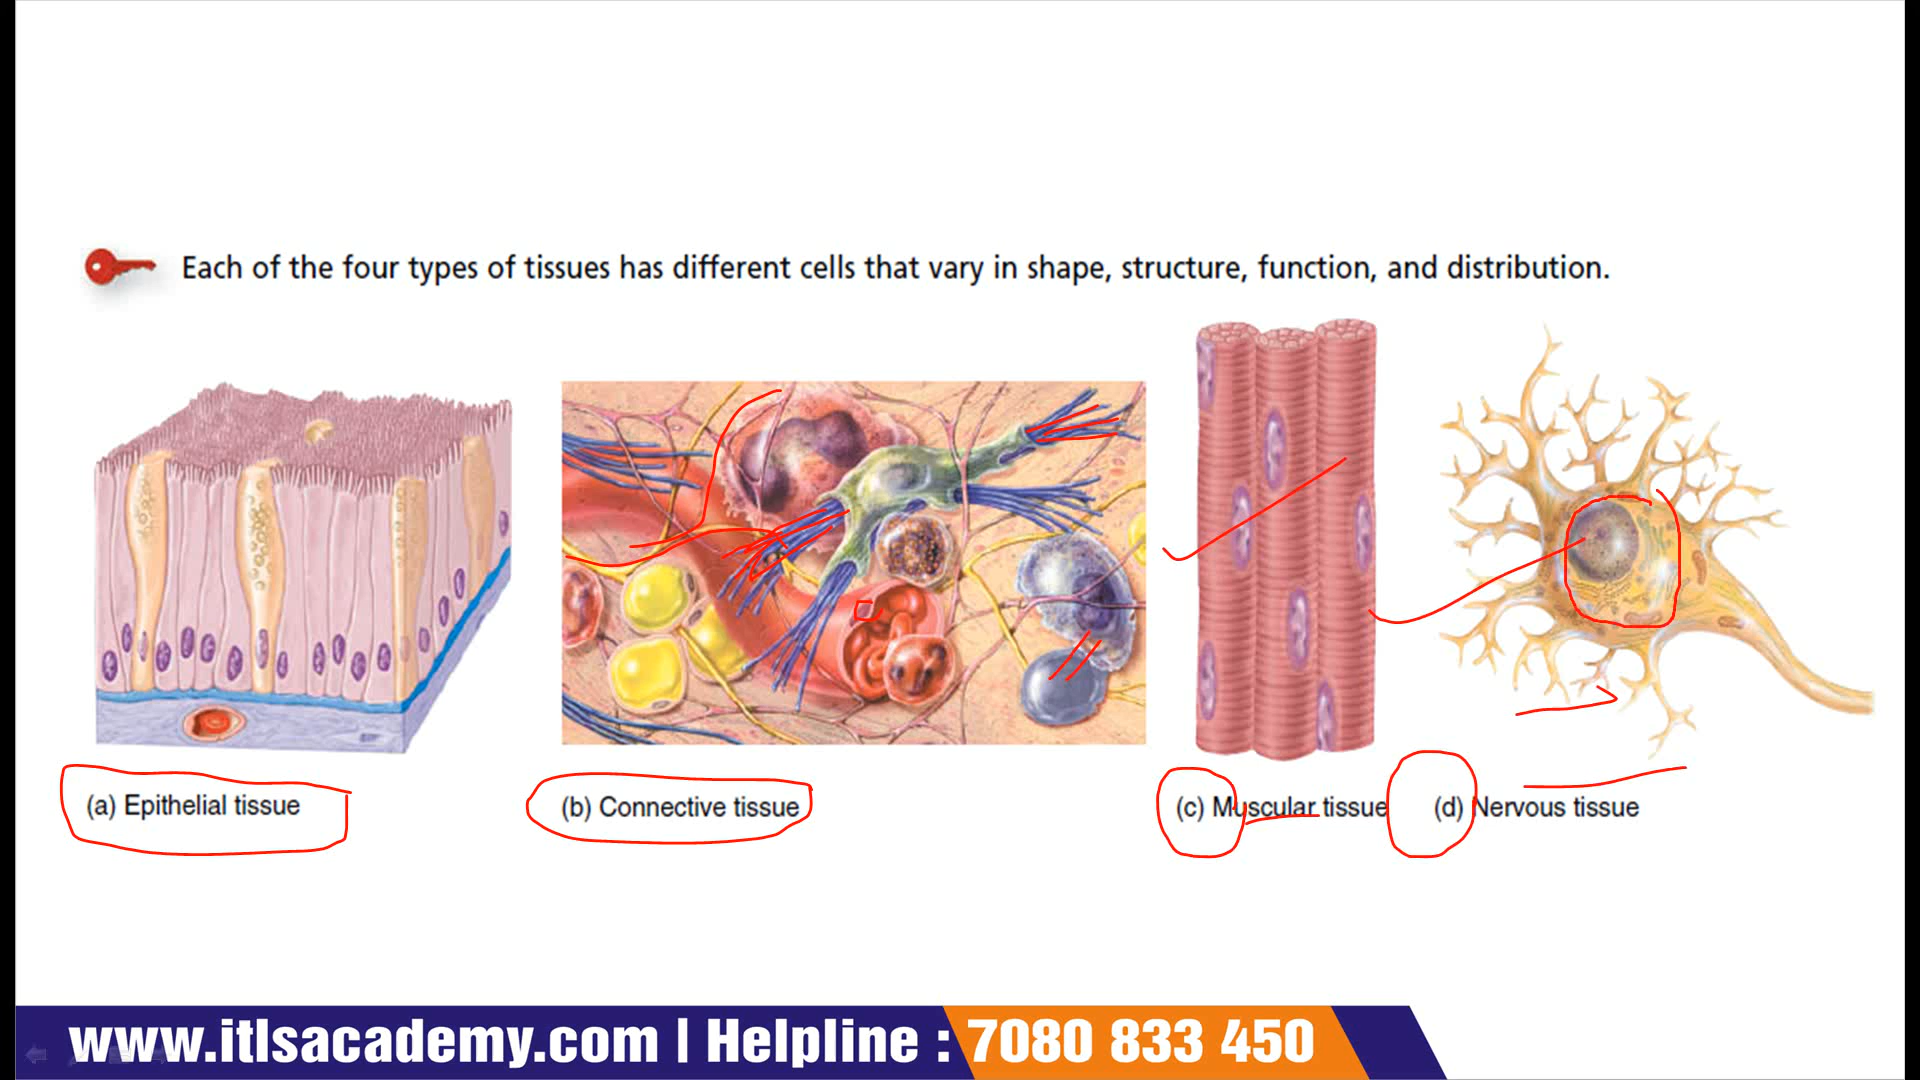 Each of the four types of tissues has different cells that vary in shape, structure, function, and distribution.
(a) Epithelial tissue
(b) Connective tissue
(c) Muscular tissue
(d) Nervous tissue
www.itlsacademy.com | Helpline : 7080 833 450